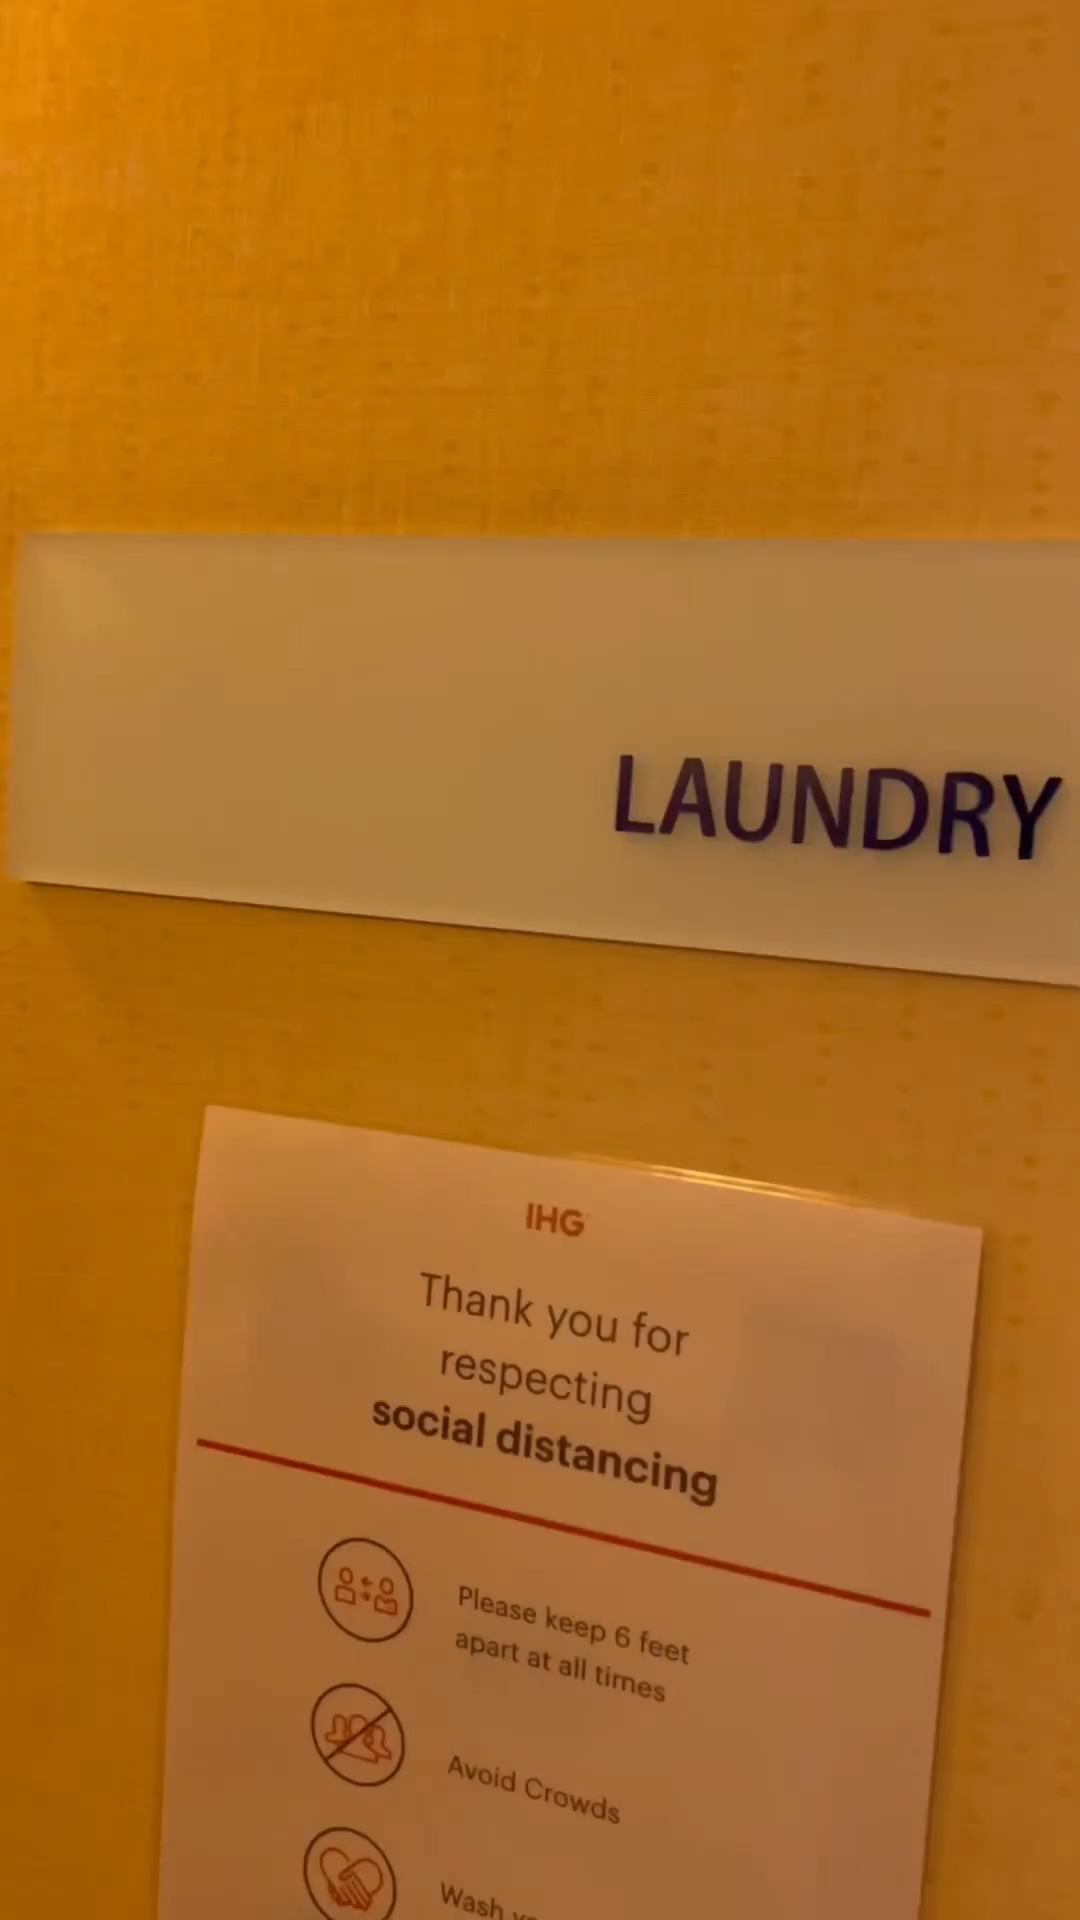 LAUNDRY
IHG
Thank you for
respecting
social distancing
Please keep 6 feet
apart at all times
Avoid Crowds
Wash